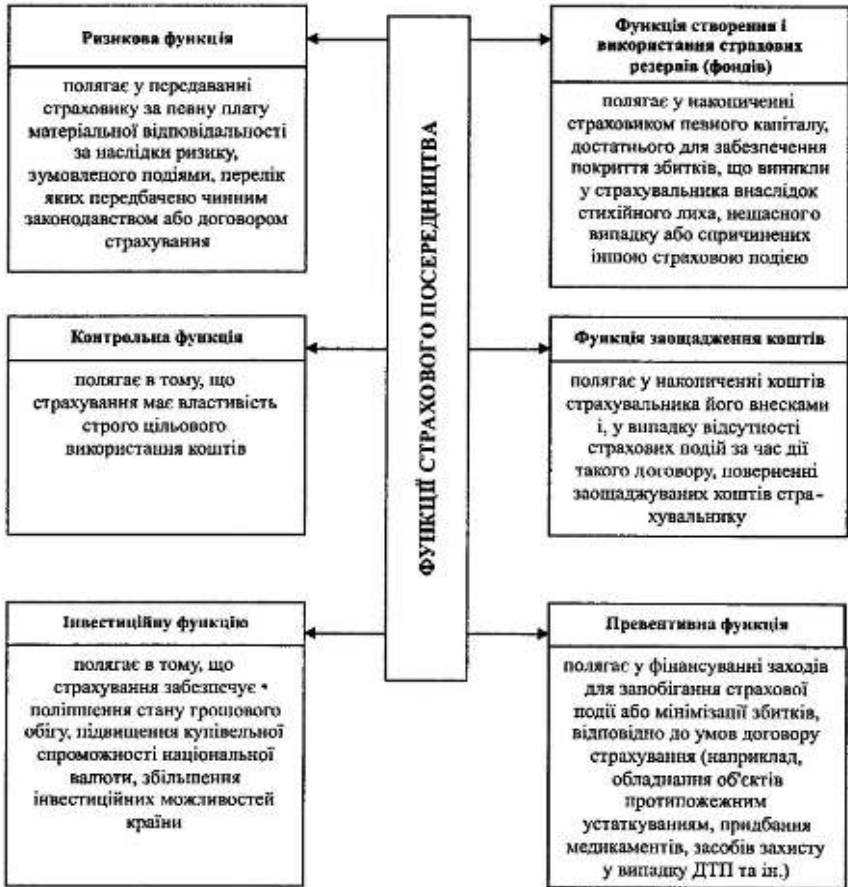 Ризикова функція
полягає у передаванні
страховику за певну плату
матеріальної відповідальності
за наслідки ризику,
зумовленого подіями, перелік
яких передбачено чинним
законодавством або договором
страхування
Функція створення і
використання страхових
резервів (фондів)
полягає у накопиченні
страховиком певного капіталу,
достатнього для забезпечення
покриття збитків, що виникли
у страхувальника внаслідок
стихійного лиха, нещасного
випадку або спричинених
іншою страховою подією
ФУНКЦІЇ СТРАХОВОГО ПОСЕРЕДНИЦТВА
Контрольна функція
полягає в тому, що
страхування має властивість
строго цільового
використання коштів
Функція заощадження коштів
полягає у накопиченні коштів
страхувальника його внесками
і, у випадку відсутності
страхових подій за час дії
такого договору, поверненні
заощаджуваних коштів стра-
хувальнику
Інвестиційну функцію
полягає в тому, що
страхування забезпечує •
поліпшення стану грошового
обігу, підвищення купівельної
спроможності національної
валюти, збільшення
інвестиційних можливостей
країни
Превентивна функція
полягає у фінансуванні заходів
для запобігання страхової
події або мінімізації збитків,
відповідно до умов договору
страхування (наприклад,
обладнання об'єктів
протипожежним
устаткуванням, придбання
медикаментів, засобів захисту
у випадку ДТП та ін.)